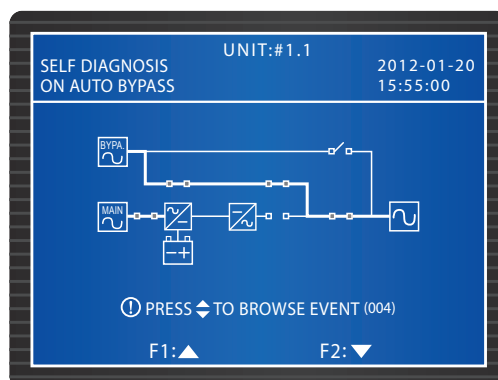 UNIT:#1.1
SELF DIAGNOSIS
2012-01-20
ON AUTO BYPASS
15:55:00
BYPA.
MAIN
PRESS TO BROWSE EVENT (004)
F1: F2: